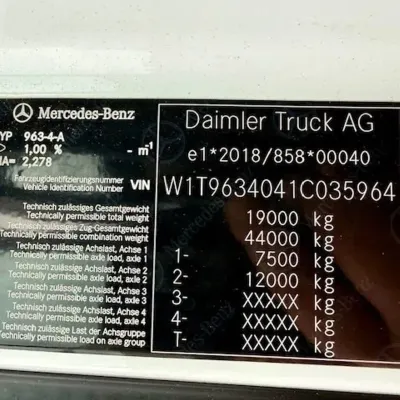 Mercedes-Benz
YP 963-4-A
1,00 % - m⁻¹
IA= 2,278
Fahrzeugidentifizierungsnummer
Vehicle Identification Number VIN
Technisch zulässiges Gesamtgewicht
Technically permissible total weight
Technisch zulässiges Zug-Gesamtgewicht
Technically permissible combination weight
Technisch zulässige Achslast, Achse 1
Technically permissible axle load, axle 1
Technisch zulässige Achslast, Achse 2
Technically permissible axle load, axle 2
Technisch zulässige Achslast, Achse 3
Technically permissible axle load, axle 3
Technisch zulässige Achslast, Achse 4
Technically permissible axle load, axle 4
Technisch zulässige Last der Achsgruppe
Technically permissible load on axle group
Daimler Truck AG
e1*2018/858*00040
W1T9634041C035964
19000 kg
44000 kg
1- 7500 kg
2- 12000 kg
3- XXXXX kg
4- XXXXX kg
T- XXXXX kg